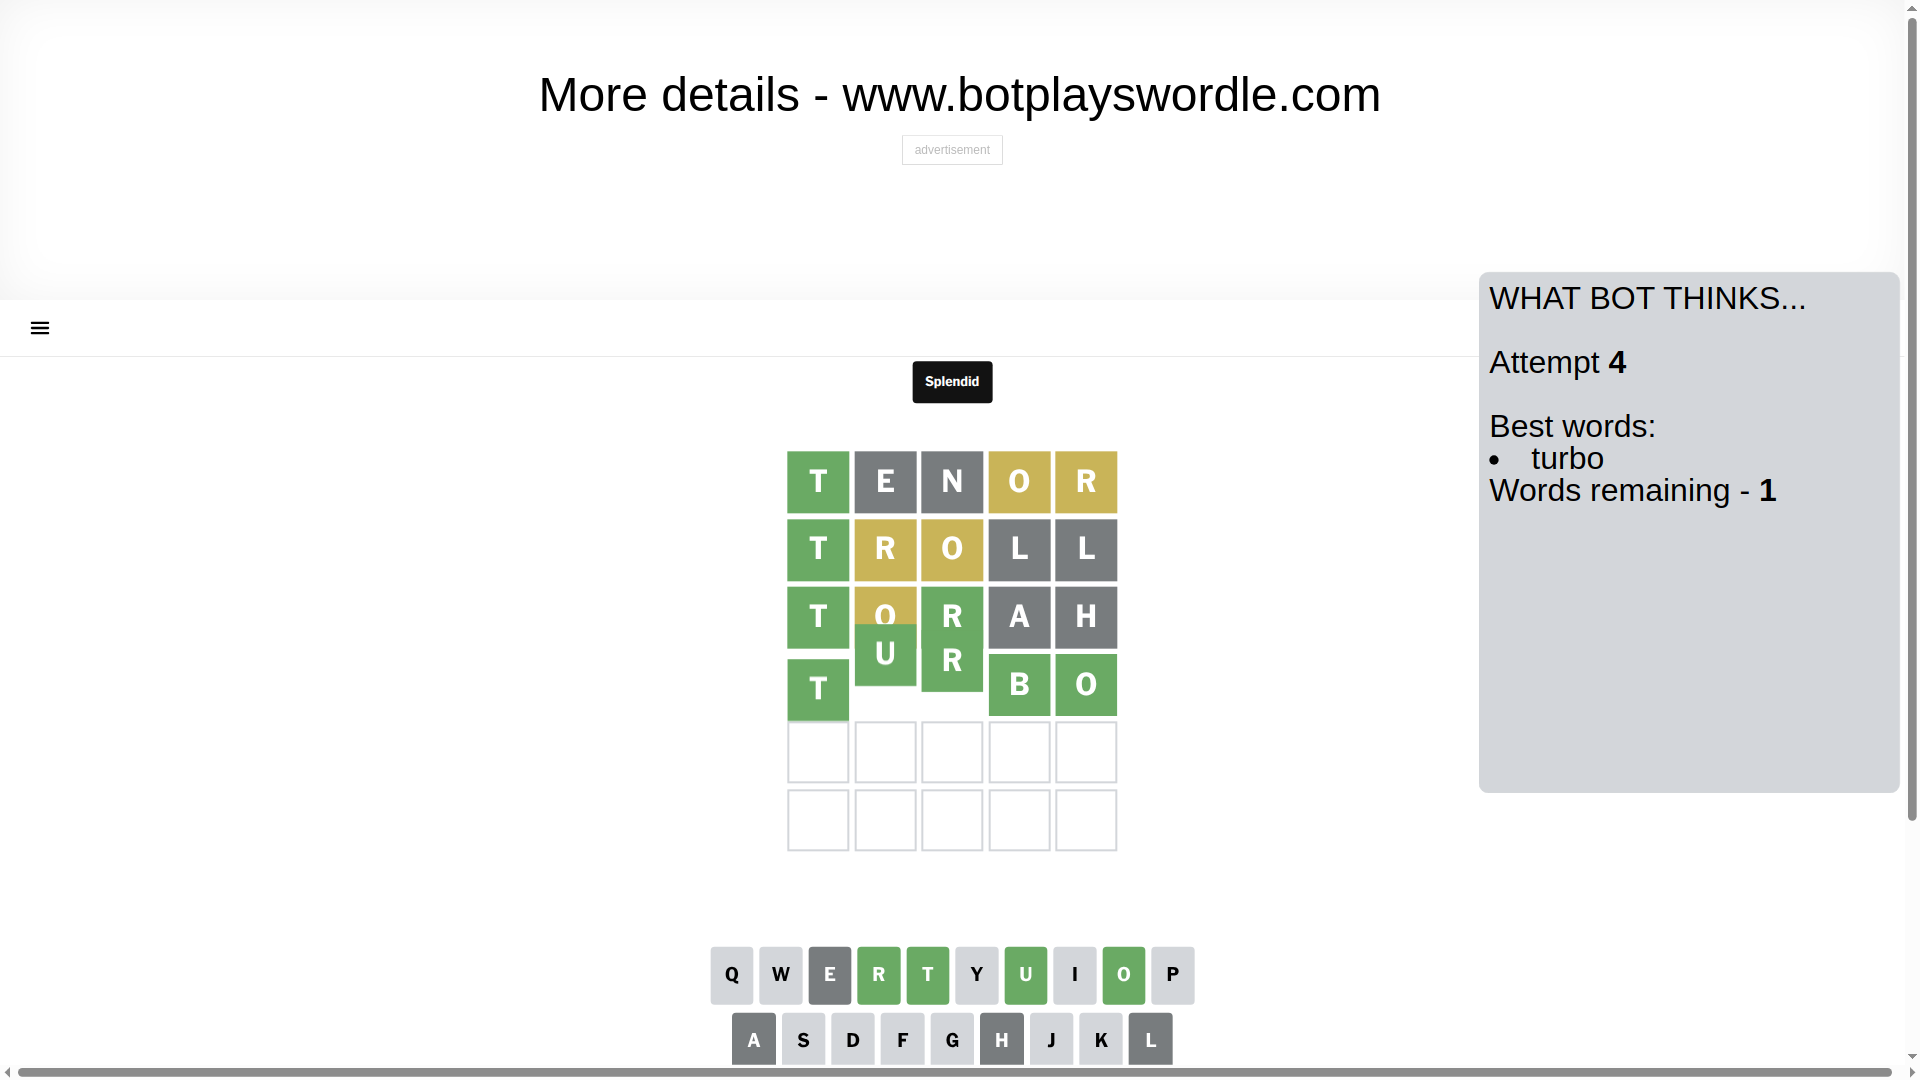 More details - www.botplayswordle.com
advertisement
WHAT BOT THINKS...
Attempt 4
Best words:
• turbo
Words remaining - 1
Splendid
T E N O R
T R O L L
T O R A H
T U R B O
Q W E R T Y U I O P
A S D F G H J K L